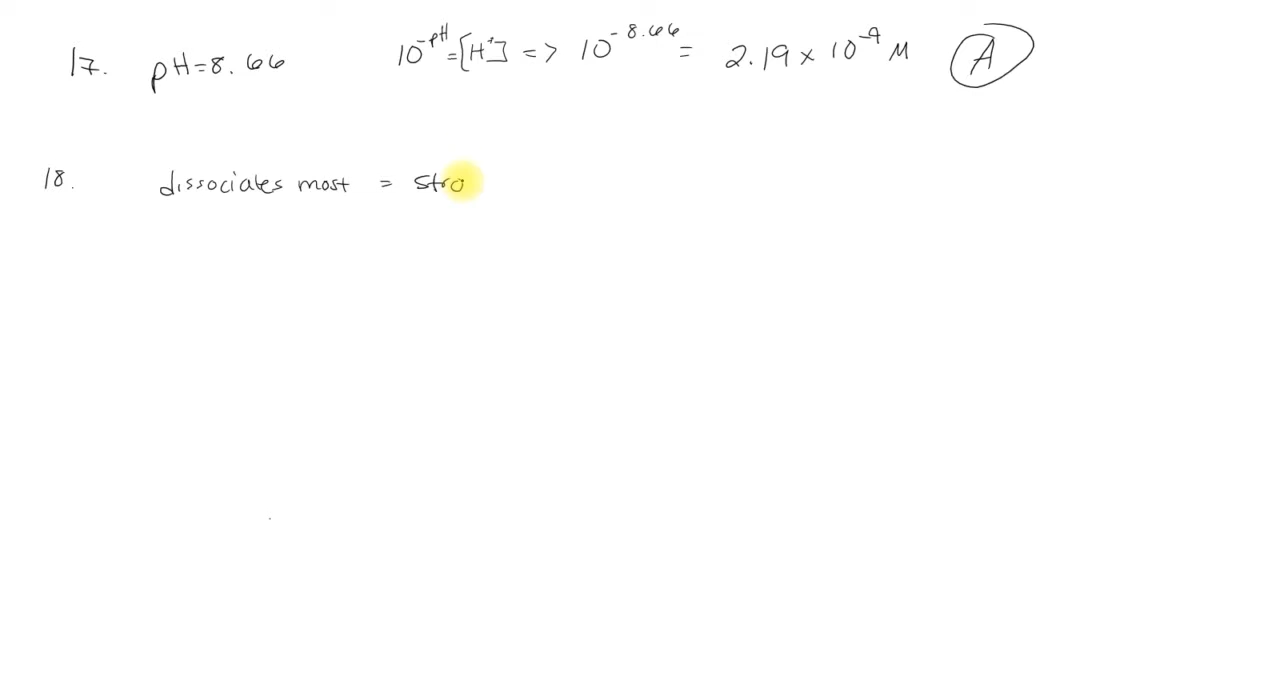 17. pH=8.66 10^-pH = [H⁺] => 10^-8.66 = 2.19 × 10^-9 M A
18. dissociates most = stro